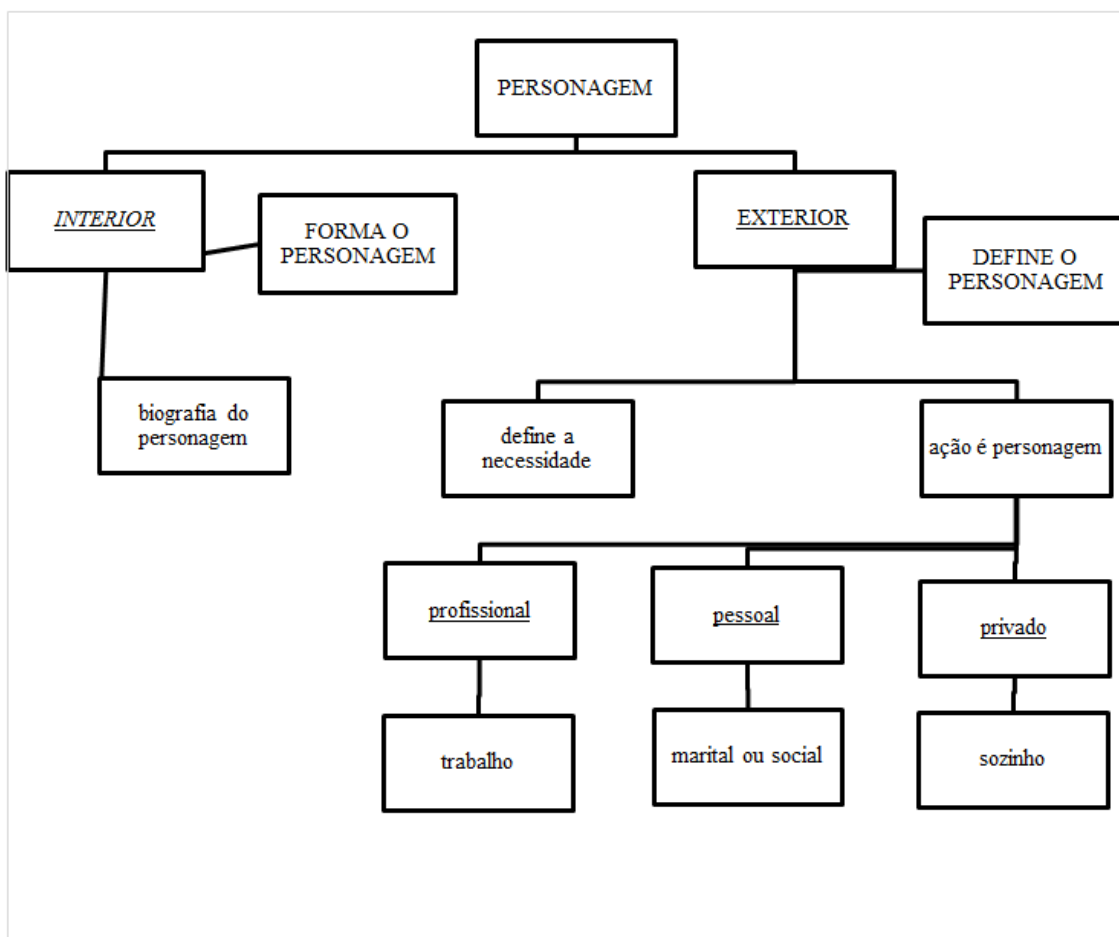 PERSONAGEM
INTERIOR
FORMA O
PERSONAGEM
EXTERIOR
DEFINE O
PERSONAGEM
biografia do
personagem
define a
necessidade
ação é personagem
profissional
pessoal
privado
trabalho
marital ou social
sozinho